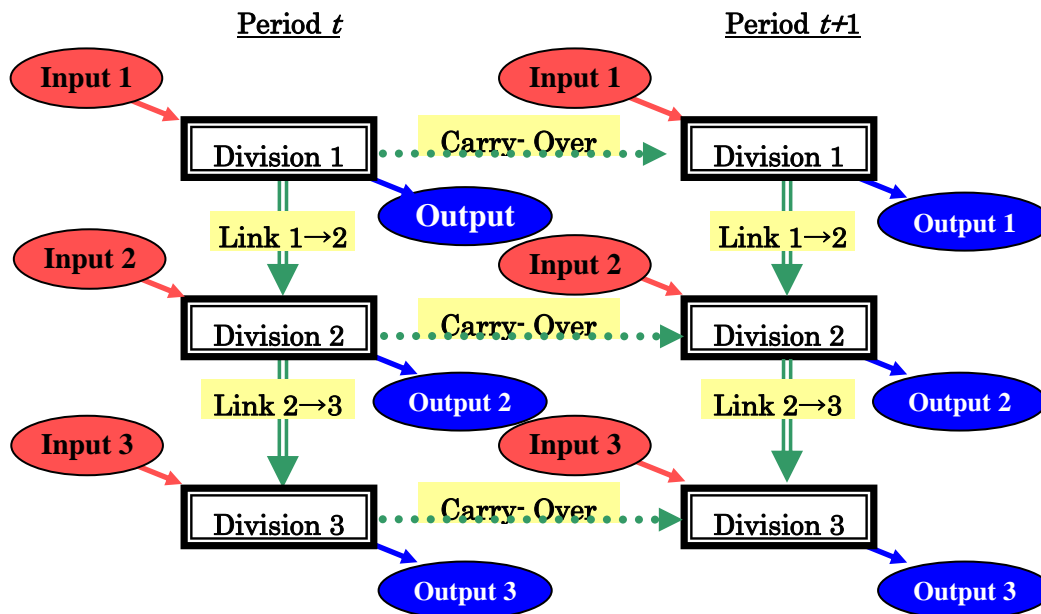 Period t
Period t+1
Input 1
Input 1
Carry- Over
Division 1
Division 1
Output
Output 1
Link 1→2
Link 1→2
Input 2
Input 2
Carry- Over
Division 2
Division 2
Output 2
Output 2
Link 2→3
Link 2→3
Input 3
Input 3
Carry- Over
Division 3
Division 3
Output 3
Output 3